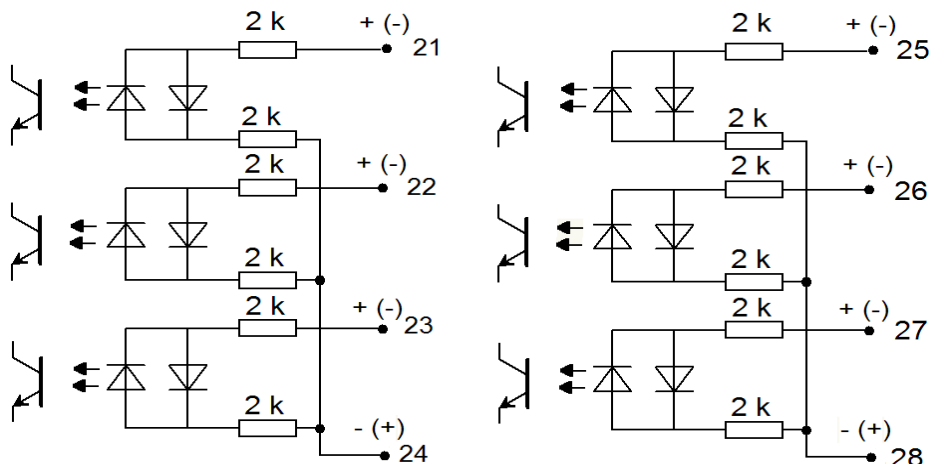 2 k + (-) 21
2 k
2 k + (-) 22
2 k
2 k + (-) 23
2 k - (+) 24
2 k + (-) 25
2 k
2 k + (-) 26
2 k
2 k + (-) 27
2 k - (+) 28